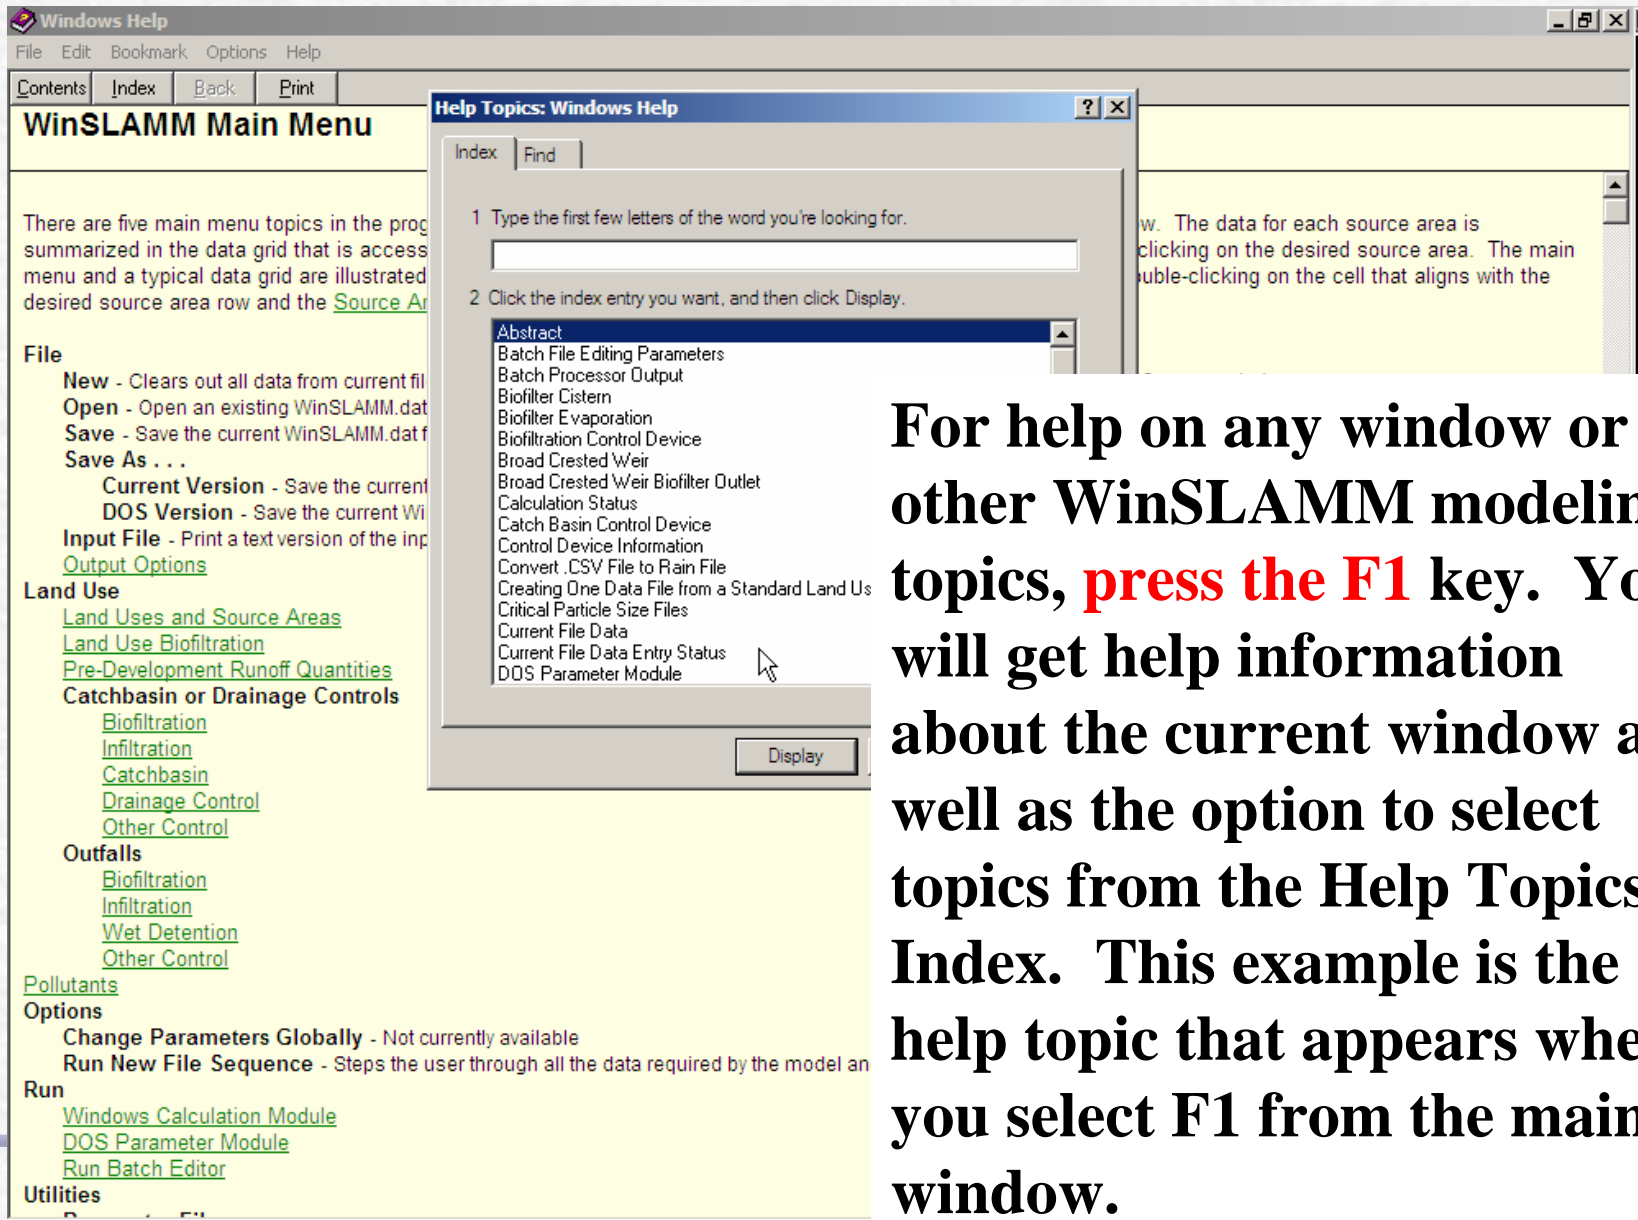 Windows Help
File Edit Bookmark Options Help
Contents Index Back Print
WinSLAMM Main Menu
There are five main menu topics in the prog
summarized in the data grid that is access
menu and a typical data grid are illustrated
desired source area row and the Source Ar
w. The data for each source area is
clicking on the desired source area. The main
uble-clicking on the cell that aligns with the
File
New - Clears out all data from current fil
Open - Open an existing WinSLAMM.dat
Save - Save the current WinSLAMM.dat f
Save As . . .
Current Version - Save the current
DOS Version - Save the current Wi
Input File - Print a text version of the inp
Output Options
Land Use
Land Uses and Source Areas
Land Use Biofiltration
Pre-Development Runoff Quantities
Catchbasin or Drainage Controls
Biofiltration
Infiltration
Catchbasin
Drainage Control
Other Control
Outfalls
Biofiltration
Infiltration
Wet Detention
Other Control
Pollutants
Options
Change Parameters Globally - Not currently available
Run New File Sequence - Steps the user through all the data required by the model an
Run
Windows Calculation Module
DOS Parameter Module
Run Batch Editor
Utilities
Help Topics: Windows Help
Index Find
1 Type the first few letters of the word you're looking for.
2 Click the index entry you want, and then click Display.
Abstract
Batch File Editing Parameters
Batch Processor Output
Biofilter Cistern
Biofilter Evaporation
Biofiltration Control Device
Broad Crested Weir
Broad Crested Weir Biofilter Outlet
Calculation Status
Catch Basin Control Device
Control Device Information
Convert .CSV File to Rain File
Creating One Data File from a Standard Land Us
Critical Particle Size Files
Current File Data
Current File Data Entry Status
DOS Parameter Module
Display
For help on any window or
other WinSLAMM modelin
topics, press the F1 key. Yo
will get help information
about the current window a
well as the option to select
topics from the Help Topics
Index. This example is the
help topic that appears whe
you select F1 from the main
window.